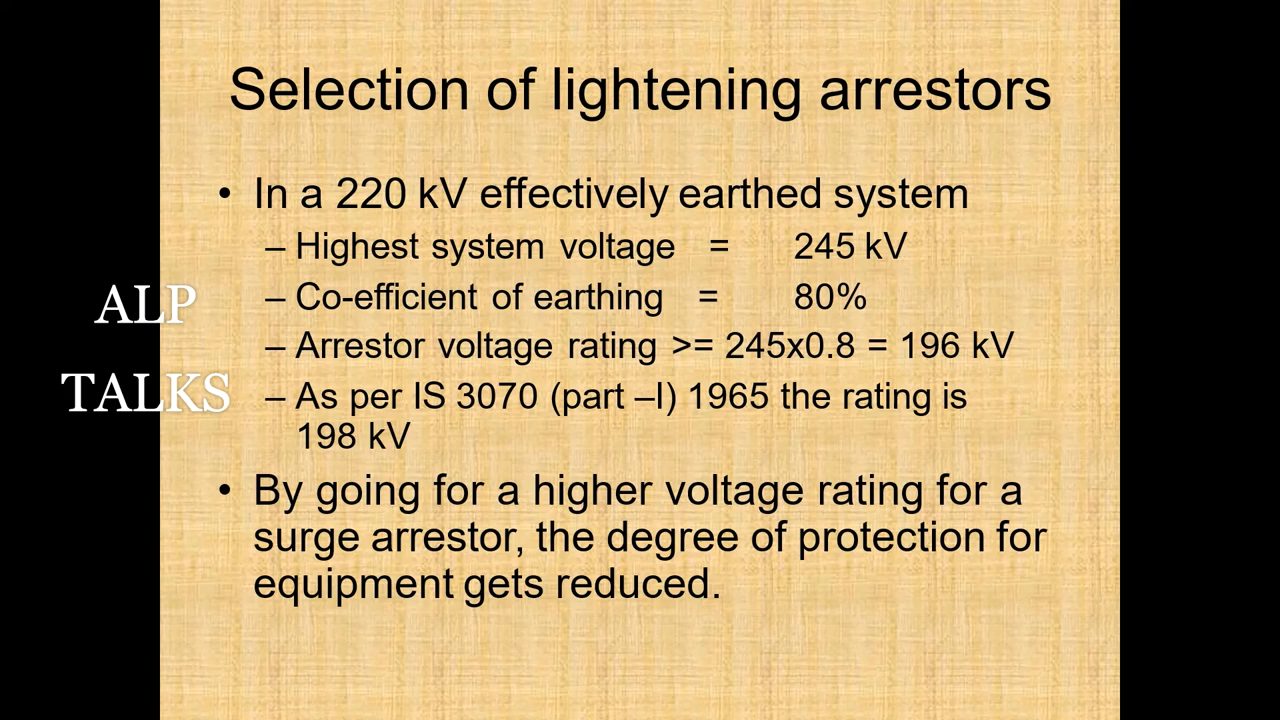 Selection of lightening arrestors
• In a 220 kV effectively earthed system
– Highest system voltage = 245 kV
– Co-efficient of earthing = 80%
– Arrestor voltage rating >= 245x0.8 = 196 kV
– As per IS 3070 (part –I) 1965 the rating is
198 kV
• By going for a higher voltage rating for a
surge arrestor, the degree of protection for
equipment gets reduced.
ALP
TALKS